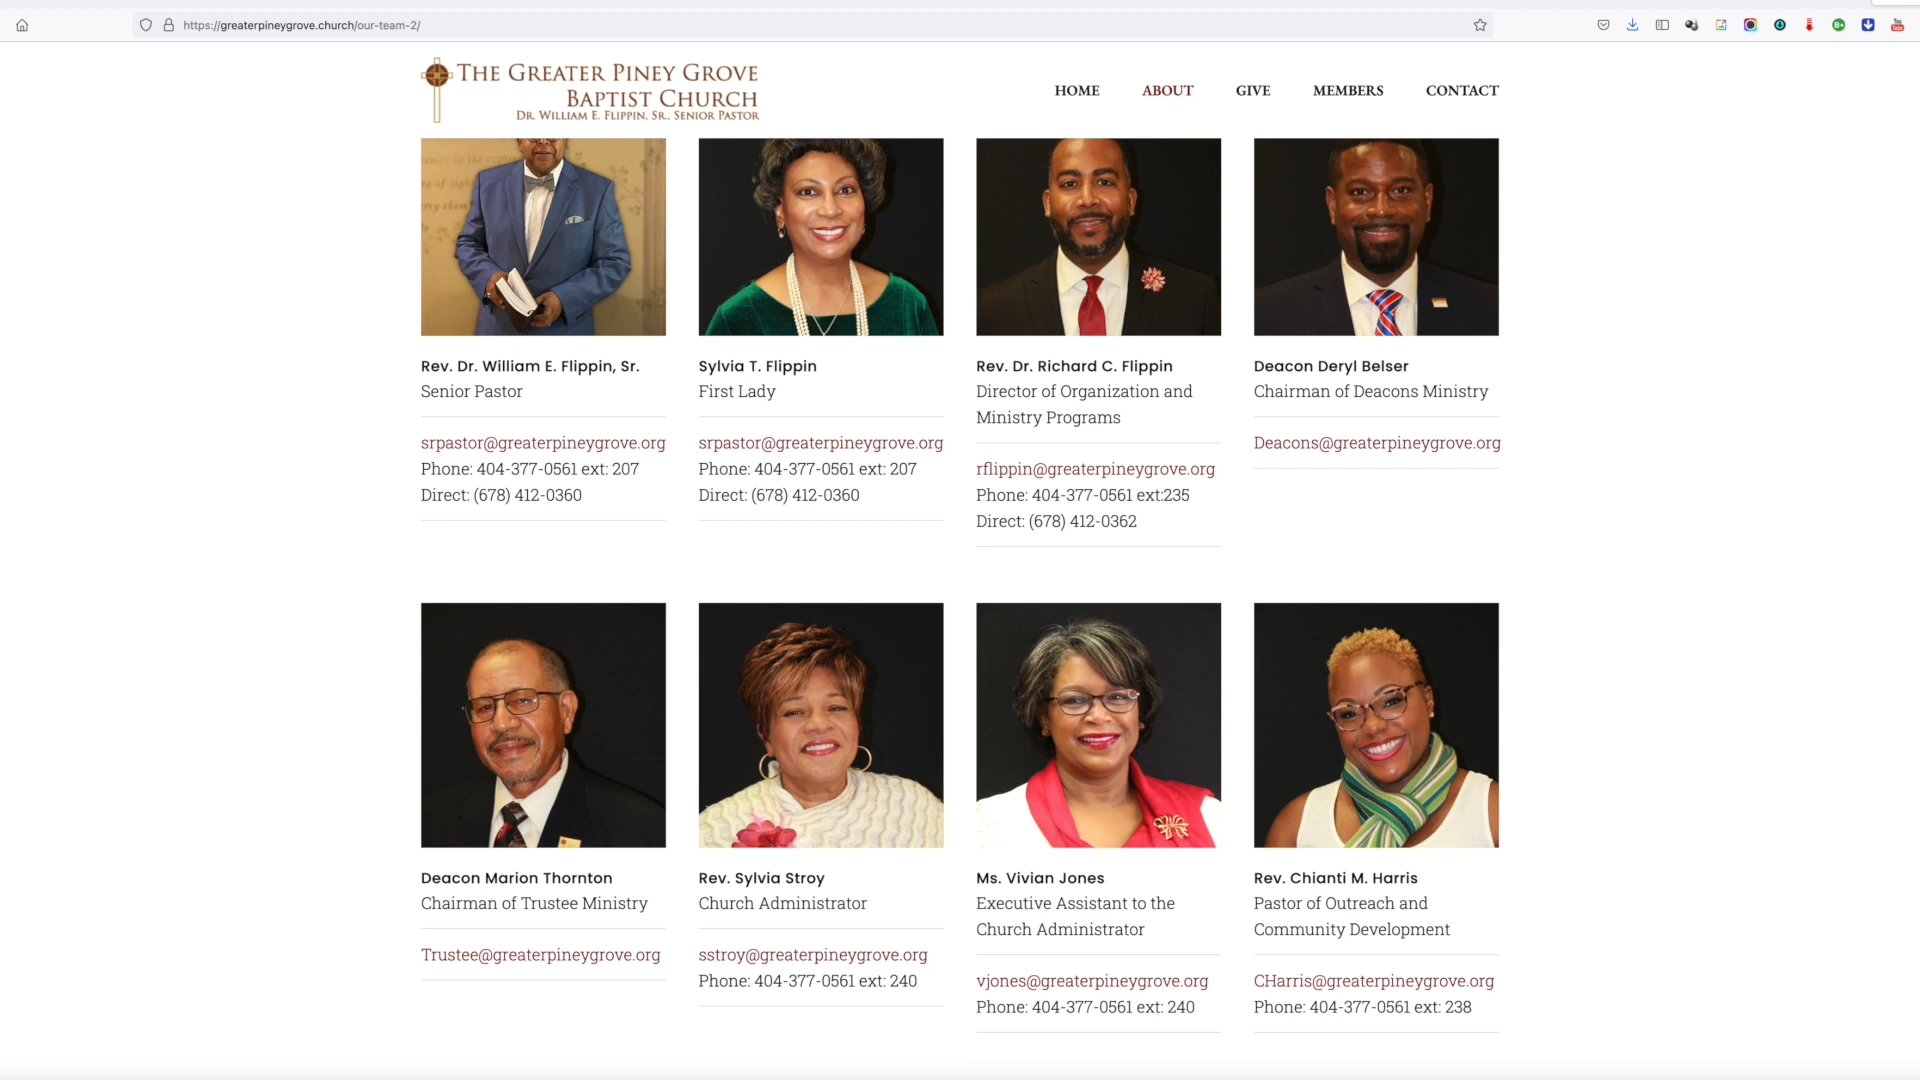 https://greaterpineygrove.church/our-team-2/
THE GREATER PINEY GROVE
BAPTIST CHURCH
DR. WILLIAM E. FLIPPIN, SR., SENIOR PASTOR
HOME
ABOUT
GIVE
MEMBERS
CONTACT
Rev. Dr. William E. Flippin, Sr.
Senior Pastor
srpastor@greaterpineygrove.org
Phone: 404-377-0561 ext: 207
Direct: (678) 412-0360
Sylvia T. Flippin
First Lady
srpastor@greaterpineygrove.org
Phone: 404-377-0561 ext: 207
Direct: (678) 412-0360
Rev. Dr. Richard C. Flippin
Director of Organization and
Ministry Programs
rflippin@greaterpineygrove.org
Phone: 404-377-0561 ext:235
Direct: (678) 412-0362
Deacon Deryl Belser
Chairman of Deacons Ministry
Deacons@greaterpineygrove.org
Deacon Marion Thornton
Chairman of Trustee Ministry
Trustee@greaterpineygrove.org
Rev. Sylvia Stroy
Church Administrator
sstroy@greaterpineygrove.org
Phone: 404-377-0561 ext: 240
Ms. Vivian Jones
Executive Assistant to the
Church Administrator
vjones@greaterpineygrove.org
Phone: 404-377-0561 ext: 240
Rev. Chianti M. Harris
Pastor of Outreach and
Community Development
CHarris@greaterpineygrove.org
Phone: 404-377-0561 ext: 238